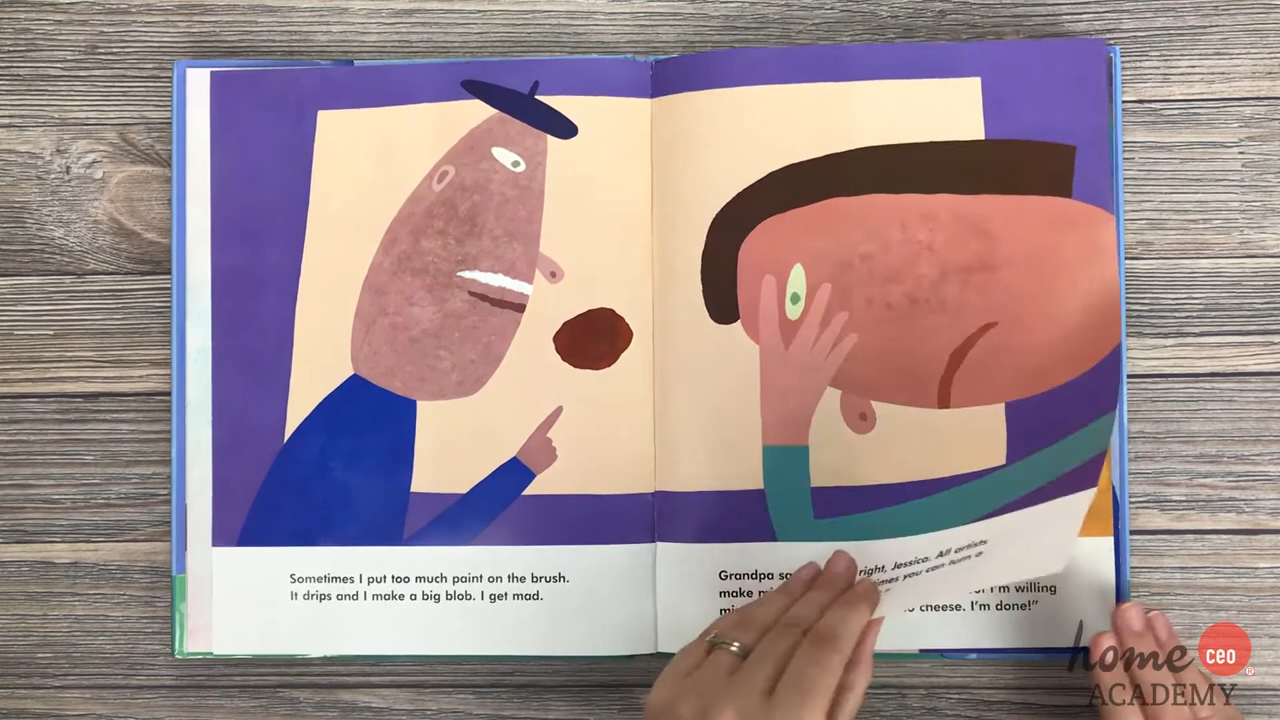 Sometimes I put too much paint on the brush.
It drips and I make a big blob. I get mad.
Grandpa sa right, Jessica. All artists
make m times you can turn a
I'm willing
mi to cheese. I'm done!”
home ceo ®
ACADEMY